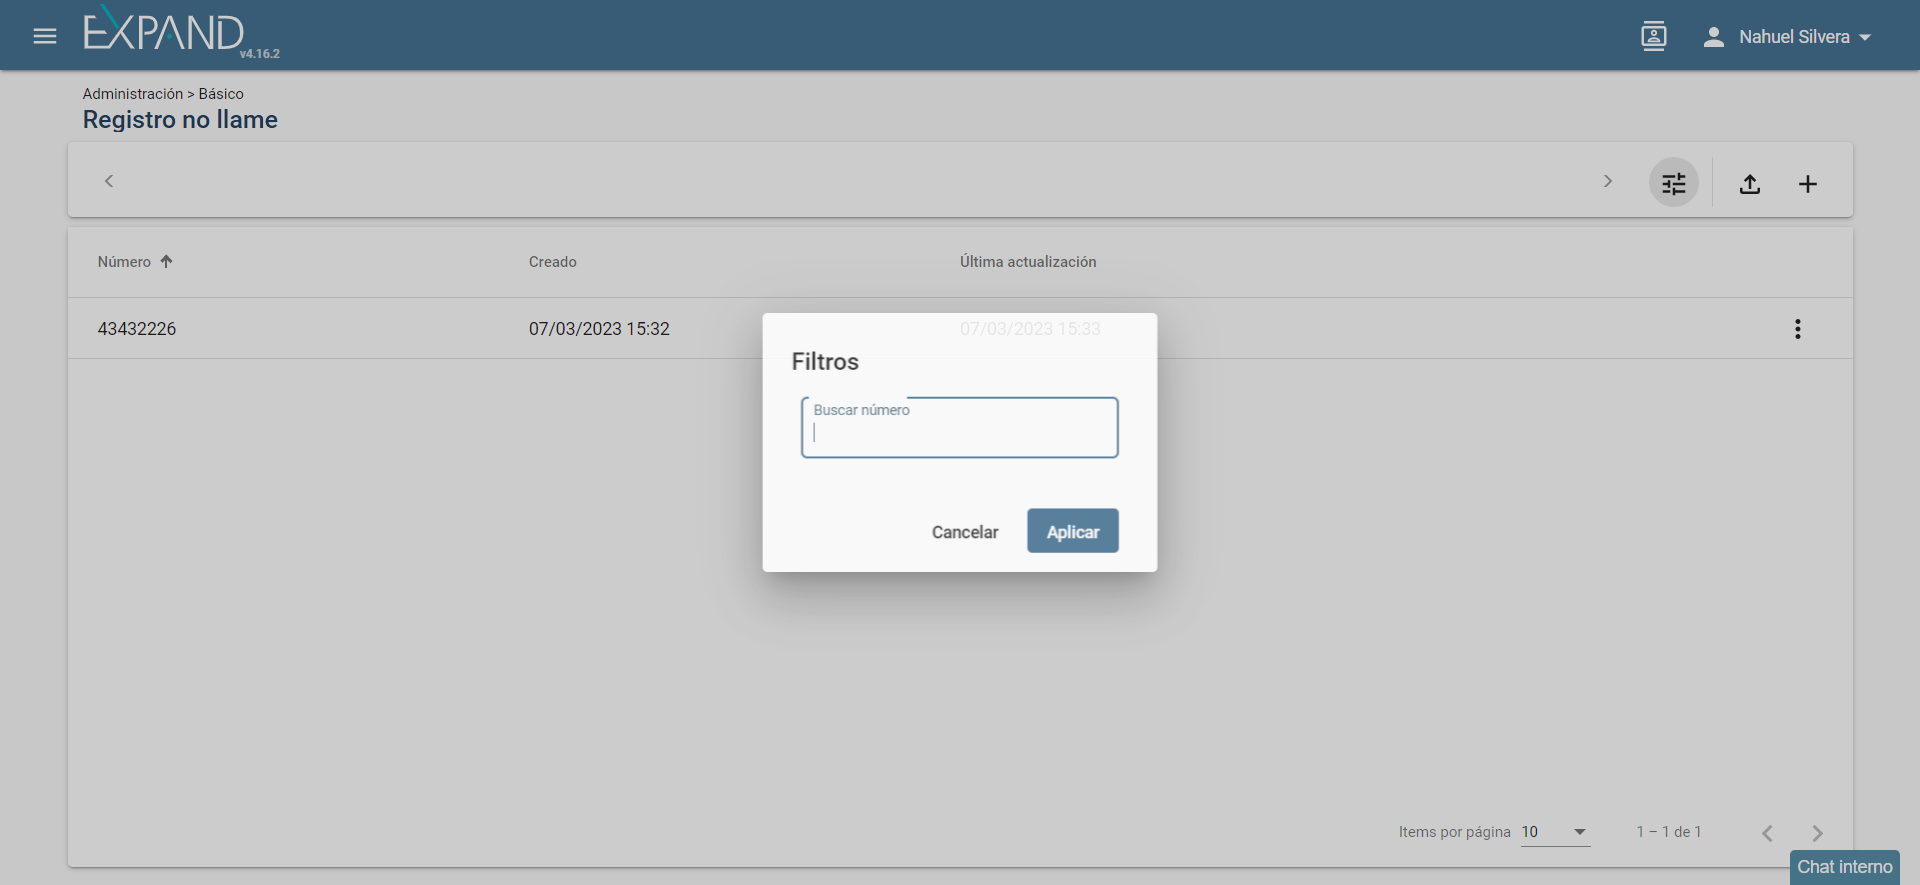 EXPAND
v4.16.2
Nahuel Silvera
Administración > Básico
Registro no llame
Número
Creado
Última actualización
43432226
07/03/2023 15:32
07/03/2023 15:33
Filtros
Buscar número
Cancelar
Aplicar
Items por página 10
1 – 1 de 1
Chat interno